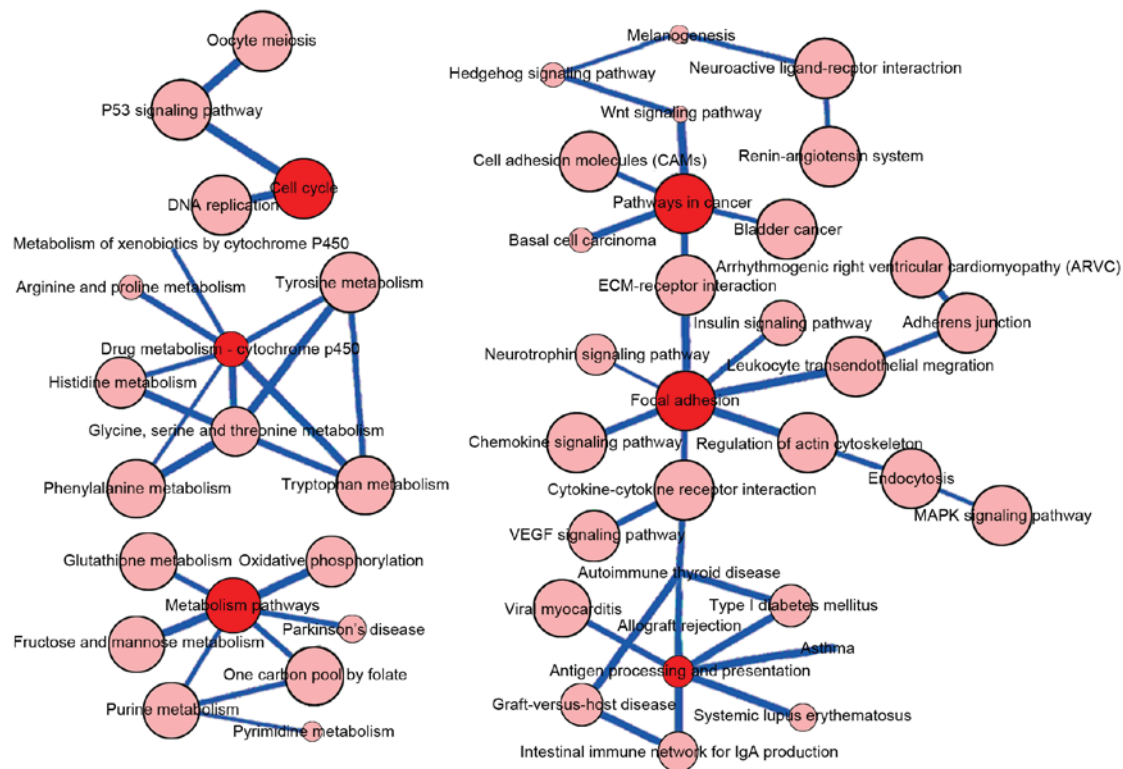 Oocyte meiosis
P53 signaling pathway
Cell cycle
DNA replication
Metabolism of xenobiotics by cytochrome P450
Arginine and proline metabolism
Tyrosine metabolism
Drug metabolism - cytochrome p450
Histidine metabolism
Glycine, serine and threonine metabolism
Phenylalanine metabolism
Tryptophan metabolism
Glutathione metabolism
Oxidative phosphorylation
Metabolism pathways
Parkinson's disease
Fructose and mannose metabolism
One carbon pool by folate
Purine metabolism
Pyrimidine metabolism
Melanogenesis
Hedgehog signaling pathway
Neuroactive ligand-recptor interactrion
Wnt signaling pathway
Cell adhesion molecules (CAMs)
Renin-angiotensin system
Pathways in cancer
Basal cell carcinoma
Bladder cancer
Arrhythmogenic right ventricular cardiomyopathy (ARVC)
ECM-receptor interaction
Insulin signaling pathway
Adherens junction
Neurotrophin signaling pathway
Leukocyte transendothelial megration
Focal adhesion
Chemokine signaling pathway
Regulation of actin cytoskeleton
Endocytosis
Cytokine-cytokine receptor interaction
MAPK signaling pathway
VEGF signaling pathway
Autoimmune thyroid disease
Viral myocarditis
Type I diabetes mellitus
Allograft rejection
Asthma
Antigen processing and presentation
Graft-versus-host disease
Systemic lupus erythematosus
Intestinal immune network for IgA production